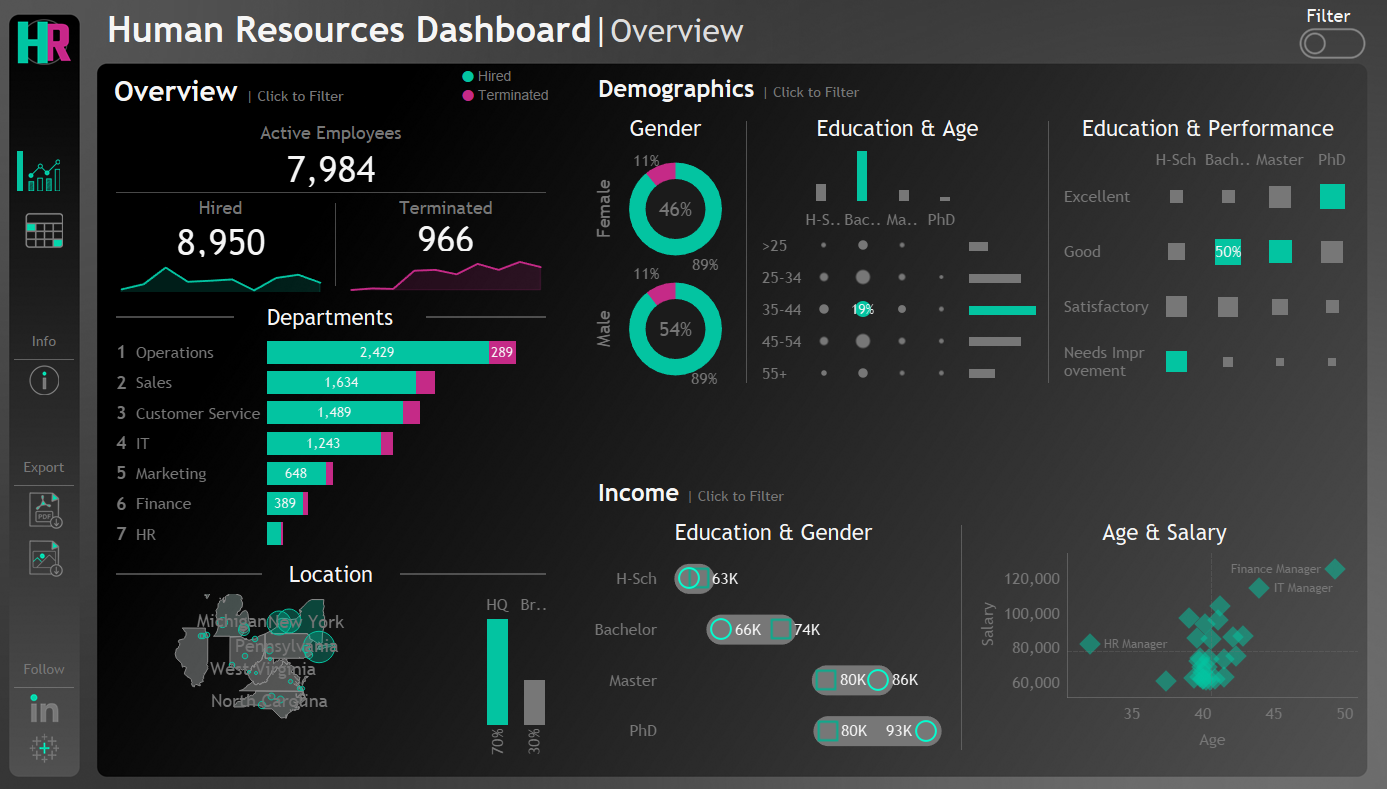 HR
Human Resources Dashboard | Overview
Filter
Info
Export
PDF
Follow
in
Overview | Click to Filter
Hired
Terminated
Active Employees
7,984
Hired
8,950
Terminated
966
Departments
1 Operations 2,429 289
2 Sales 1,634
3 Customer Service 1,489
4 IT 1,243
5 Marketing 648
6 Finance 389
7 HR
Location
Michigan New York
Pennsylvania
West Virginia
North Carolina
HQ Br..
70% 30%
Demographics | Click to Filter
Gender
Female
11%
46%
89%
Male
11%
54%
89%
Education & Age
H-S.. Bac.. Ma.. PhD
>25
25-34
35-44 19%
45-54
55+
Education & Performance
H-Sch Bach.. Master PhD
Excellent
Good 50%
Satisfactory
Needs Impr
ovement
Income | Click to Filter
Education & Gender
H-Sch 63K
Bachelor 66K 74K
Master 80K 86K
PhD 80K 93K
Age & Salary
Salary
120,000
100,000
80,000
60,000
Finance Manager
IT Manager
HR Manager
35 40 45 50
Age